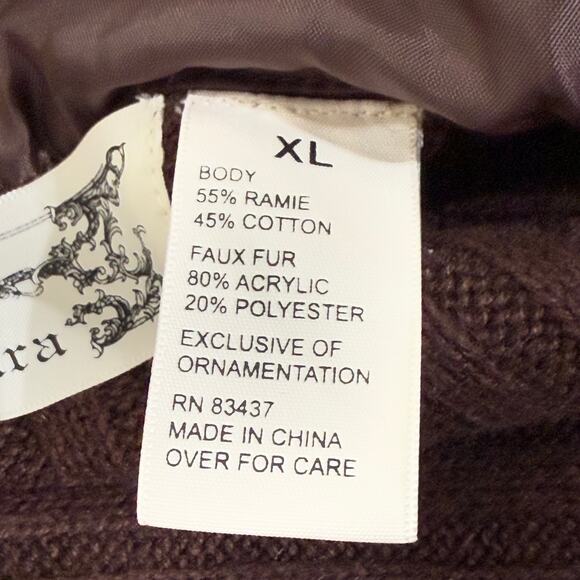 XL
BODY
55% RAMIE
45% COTTON
FAUX FUR
80% ACRYLIC
20% POLYESTER
EXCLUSIVE OF
ORNAMENTATION
RN 83437
MADE IN CHINA
OVER FOR CARE
ra